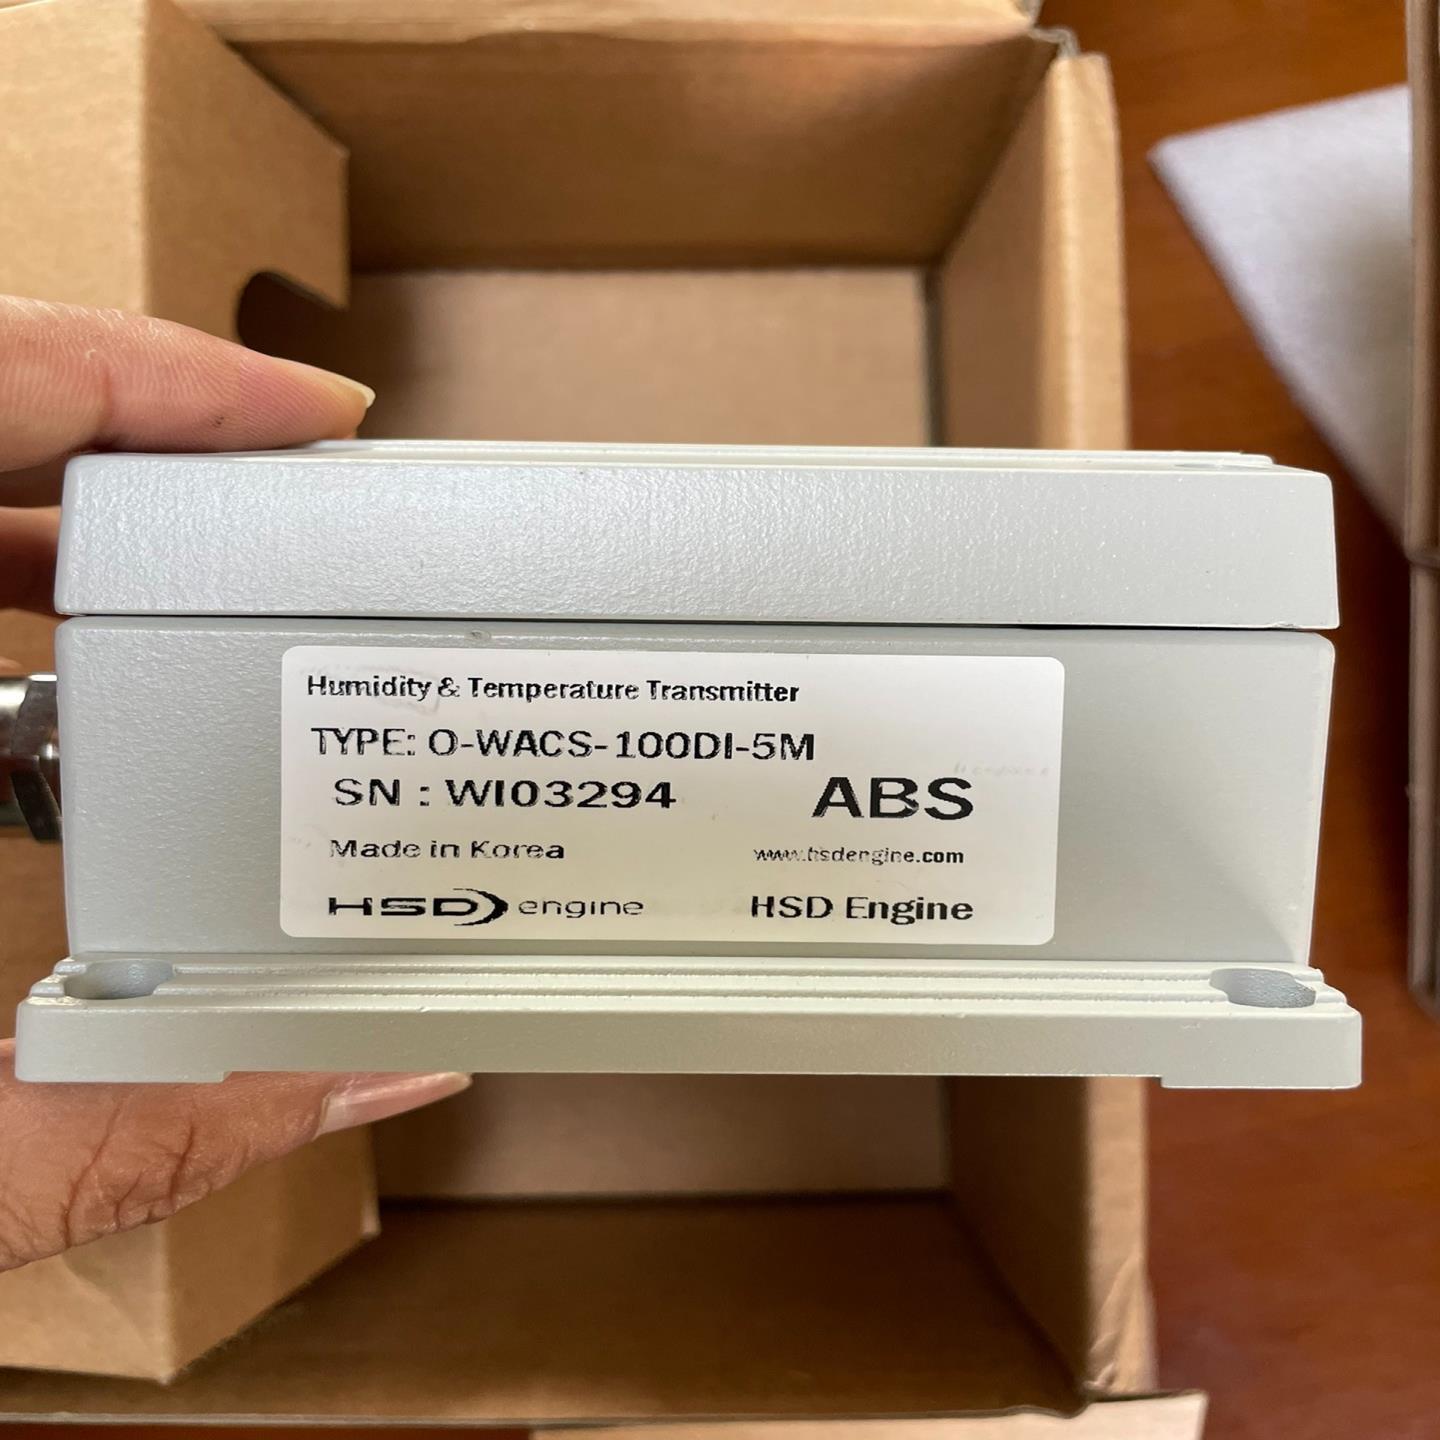 Humidity & Temperature Transmitter
TYPE: O-WACS-100DI-5M
SN : WI03294
ABS
Made in Korea
www.hsdengine.com
HSD engine
HSD Engine